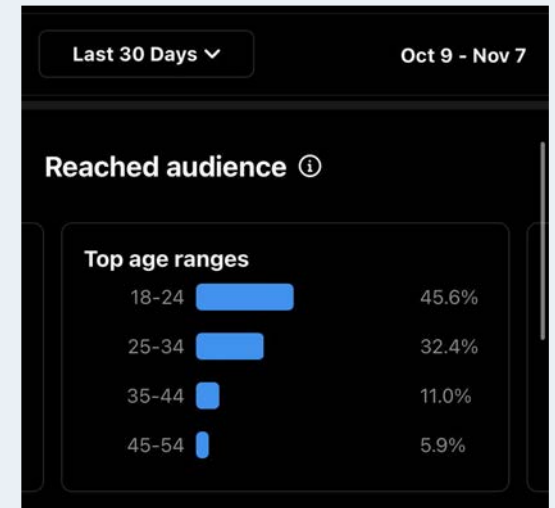 Last 30 Days
Oct 9 - Nov 7
Reached audience
Top age ranges
18-24 45.6%
25-34 32.4%
35-44 11.0%
45-54 5.9%